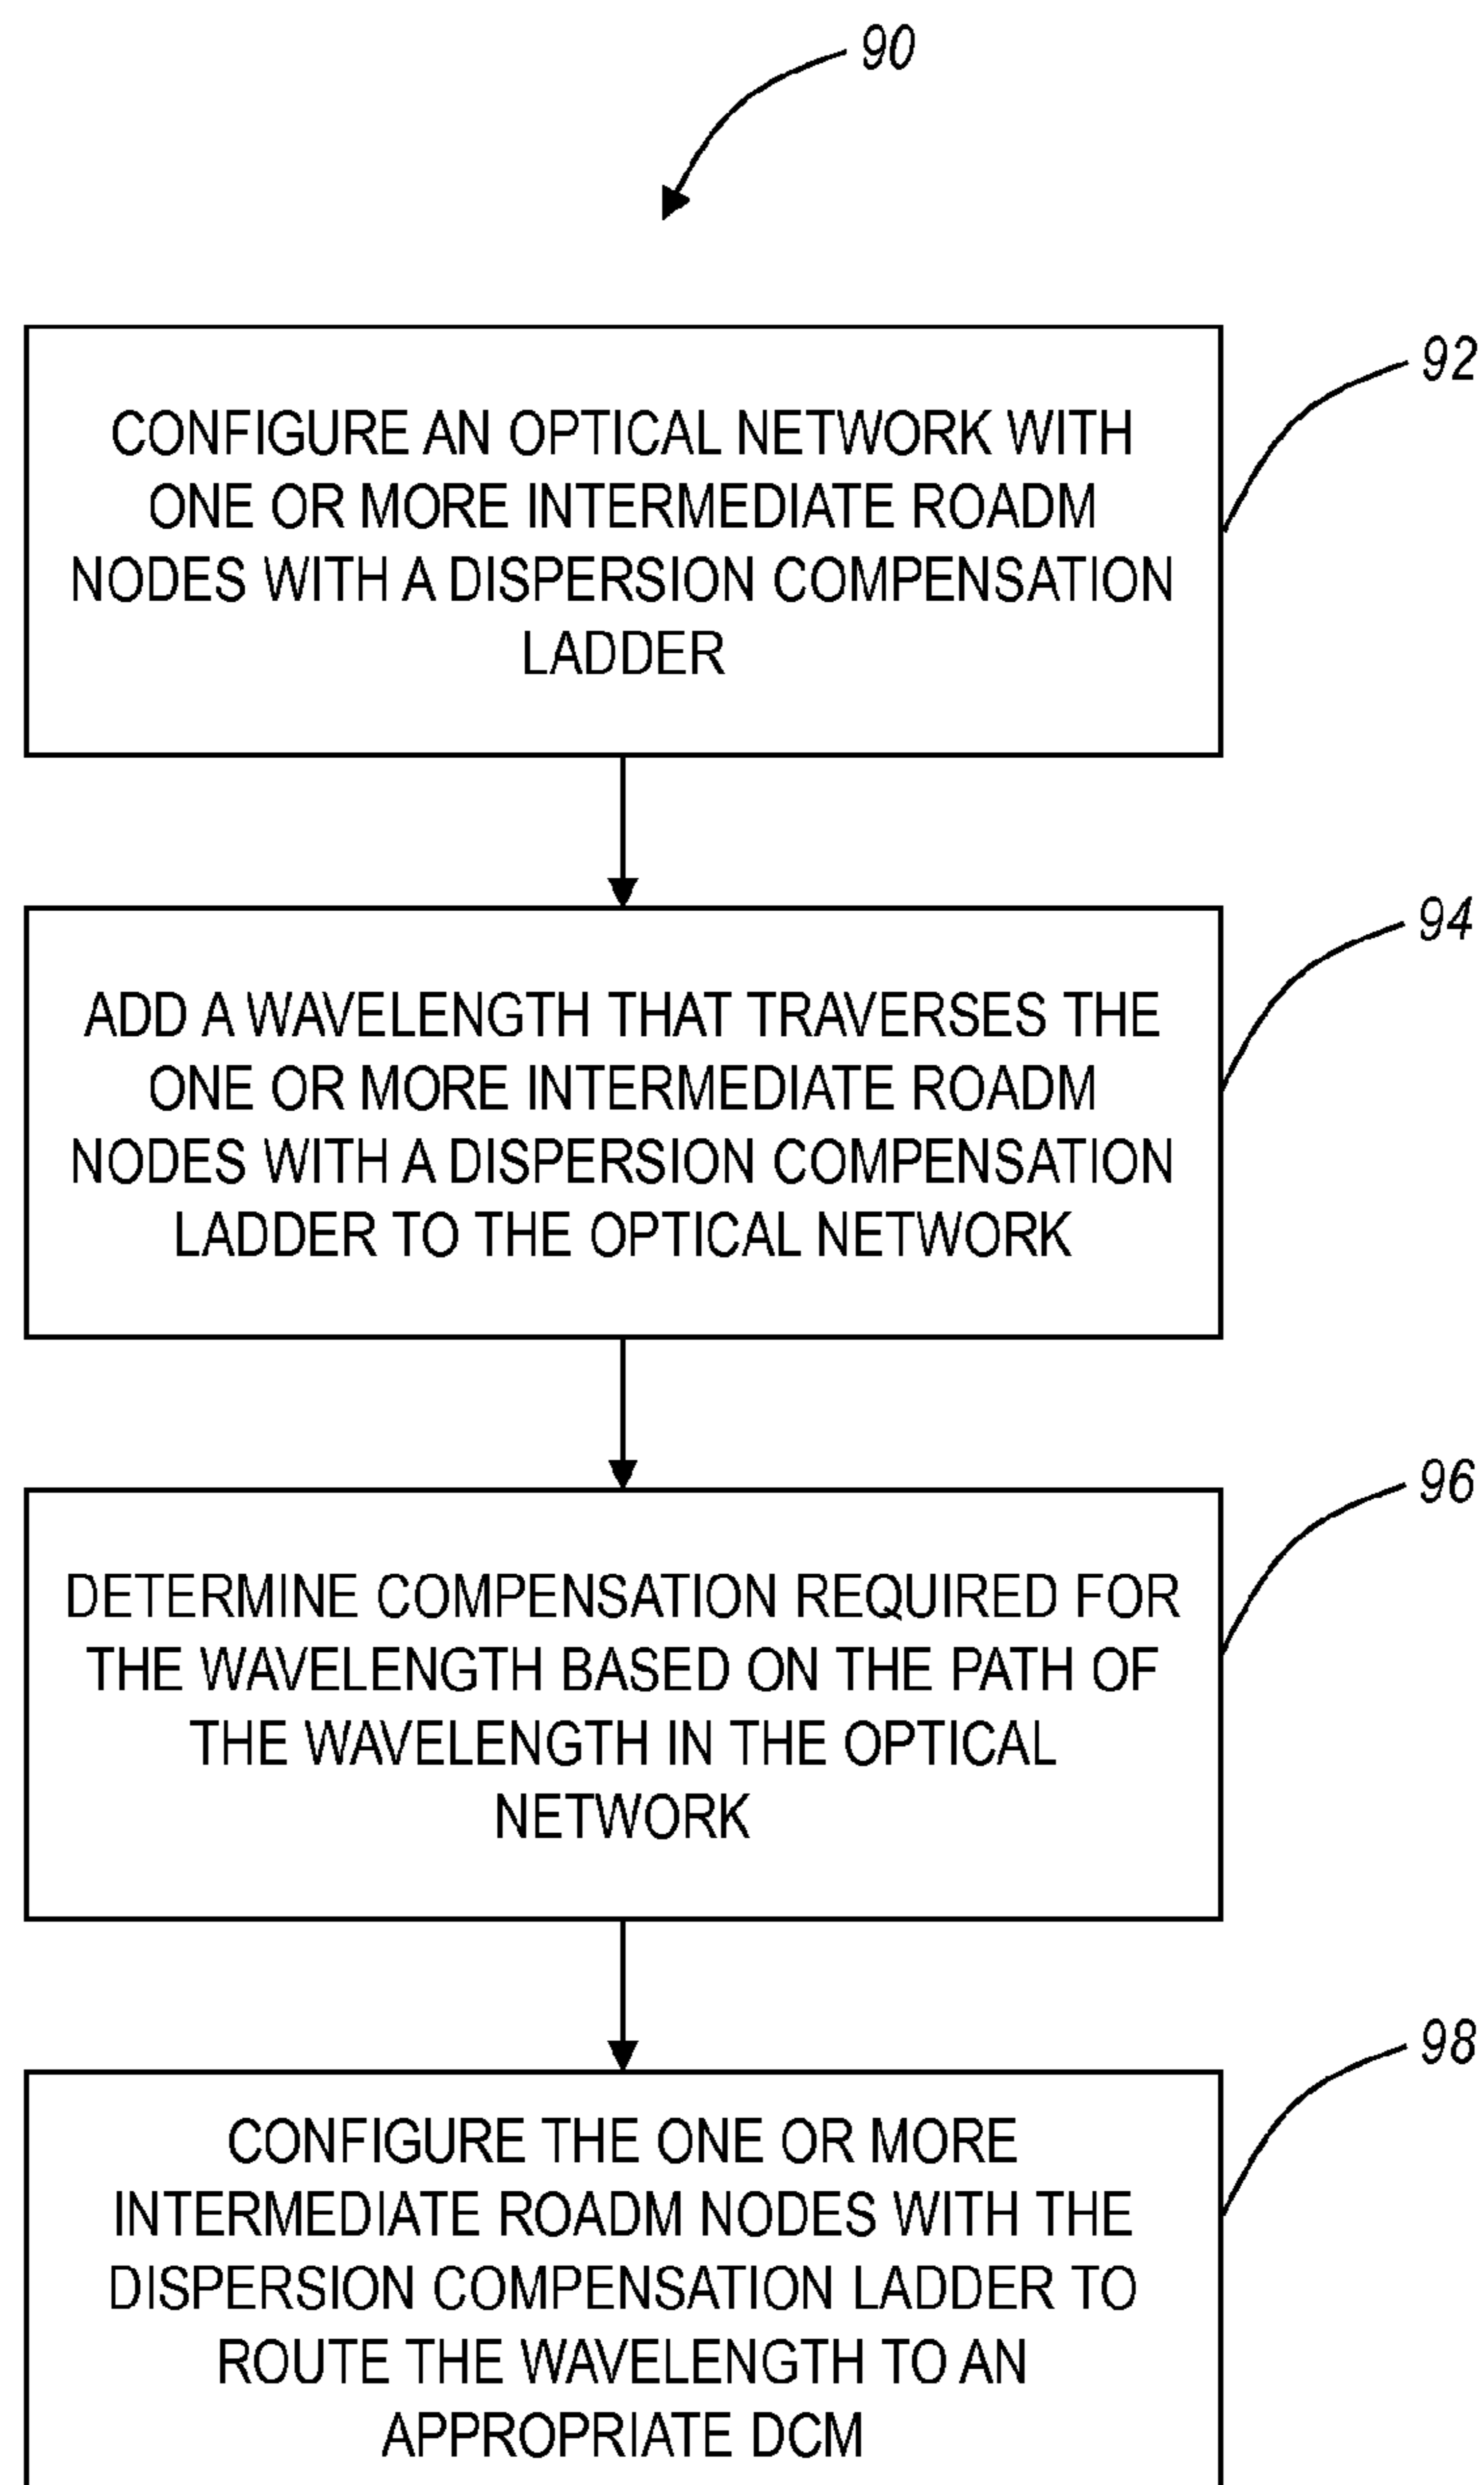 90
92
CONFIGURE AN OPTICAL NETWORK WITH
ONE OR MORE INTERMEDIATE ROADM
NODES WITH A DISPERSION COMPENSATION
LADDER
94
ADD A WAVELENGTH THAT TRAVERSES THE
ONE OR MORE INTERMEDIATE ROADM
NODES WITH A DISPERSION COMPENSATION
LADDER TO THE OPTICAL NETWORK
96
DETERMINE COMPENSATION REQUIRED FOR
THE WAVELENGTH BASED ON THE PATH OF
THE WAVELENGTH IN THE OPTICAL
NETWORK
98
CONFIGURE THE ONE OR MORE
INTERMEDIATE ROADM NODES WITH THE
DISPERSION COMPENSATION LADDER TO
ROUTE THE WAVELENGTH TO AN
APPROPRIATE DCM